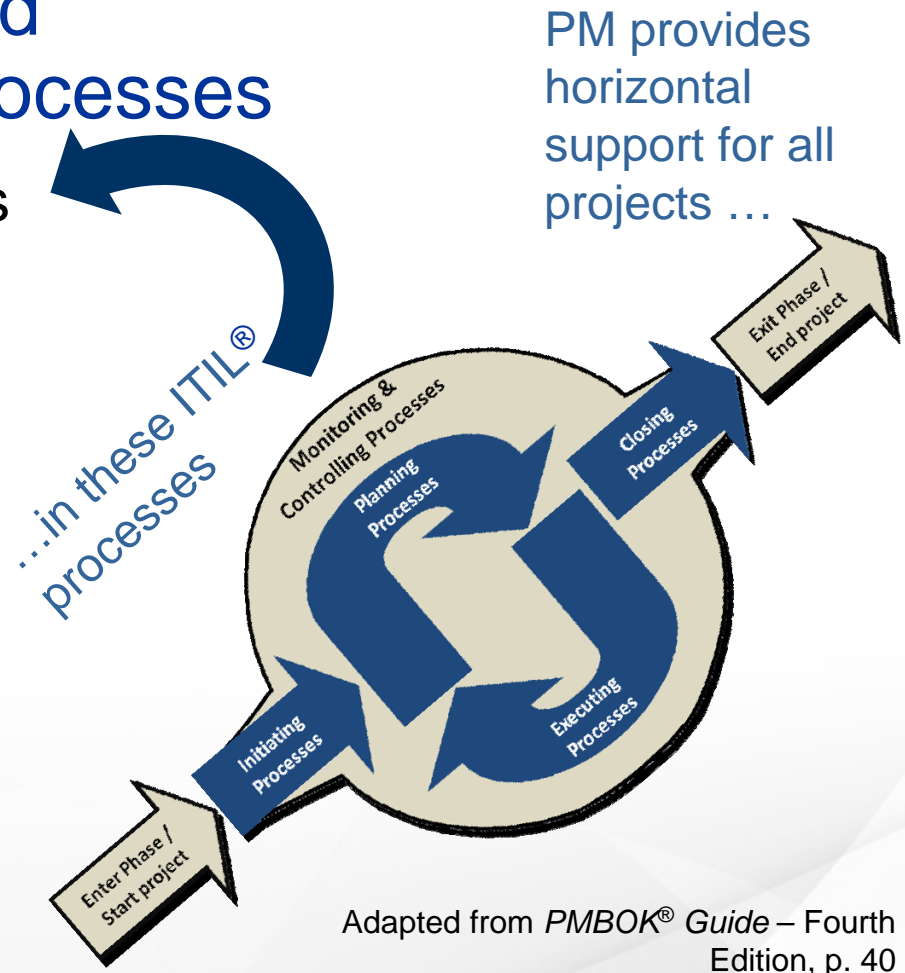 d
ocesses
s
PM provides
horizontal
support for all
projects …
…in these ITIL®
processes
Exit Phase /
End project
Monitoring &
Controlling Processes
Closing
Processes
Planning
Processes
Executing
Processes
Initiating
Processes
Enter Phase /
Start project
Adapted from PMBOK® Guide – Fourth
Edition, p. 40